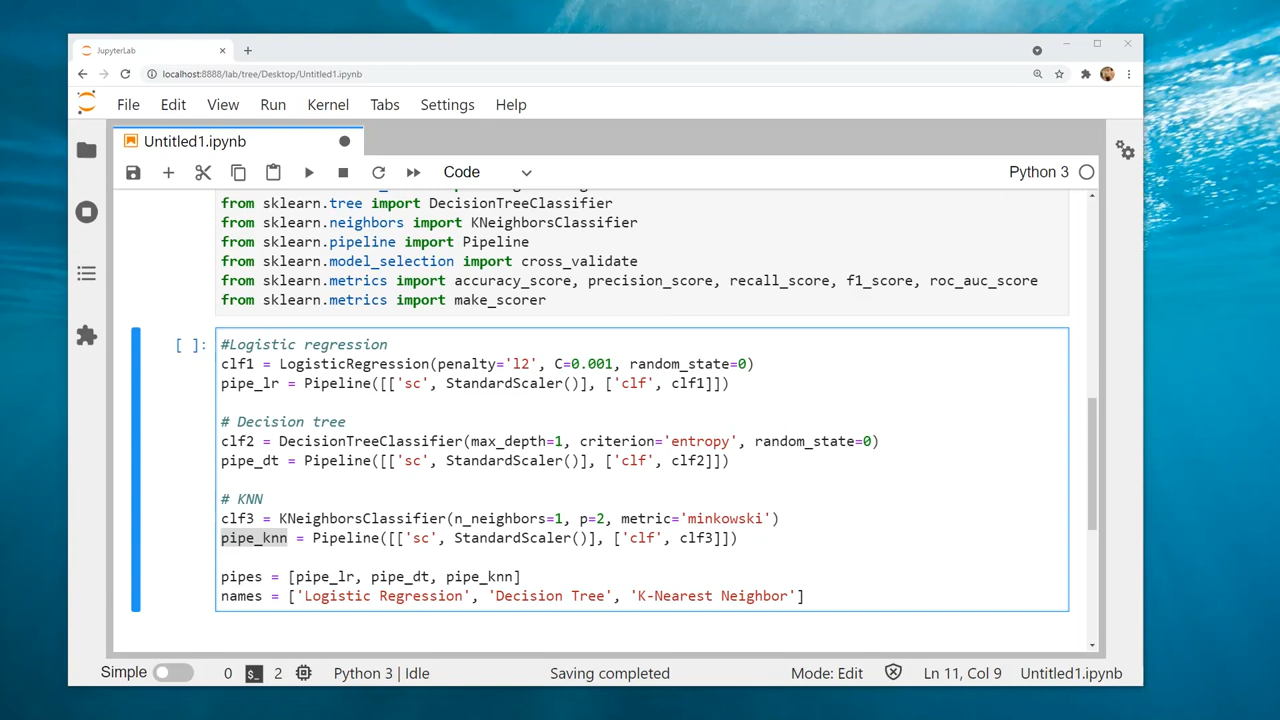 JupyterLab
localhost:8888/lab/tree/Desktop/Untitled1.ipynb
File Edit View Run Kernel Tabs Settings Help
Untitled1.ipynb
Code Python 3
from sklearn.tree import DecisionTreeClassifier
from sklearn.neighbors import KNeighborsClassifier
from sklearn.pipeline import Pipeline
from sklearn.model_selection import cross_validate
from sklearn.metrics import accuracy_score, precision_score, recall_score, f1_score, roc_auc_score
from sklearn.metrics import make_scorer
[ ]:
#Logistic regression
clf1 = LogisticRegression(penalty='l2', C=0.001, random_state=0)
pipe_lr = Pipeline([['sc', StandardScaler()], ['clf', clf1]])
# Decision tree
clf2 = DecisionTreeClassifier(max_depth=1, criterion='entropy', random_state=0)
pipe_dt = Pipeline([['sc', StandardScaler()], ['clf', clf2]])
# KNN
clf3 = KNeighborsClassifier(n_neighbors=1, p=2, metric='minkowski')
pipe_knn = Pipeline([['sc', StandardScaler()], ['clf', clf3]])
pipes = [pipe_lr, pipe_dt, pipe_knn]
names = ['Logistic Regression', 'Decision Tree', 'K-Nearest Neighbor']
Simple 0 2 Python 3 | Idle Saving completed Mode: Edit Ln 11, Col 9 Untitled1.ipynb